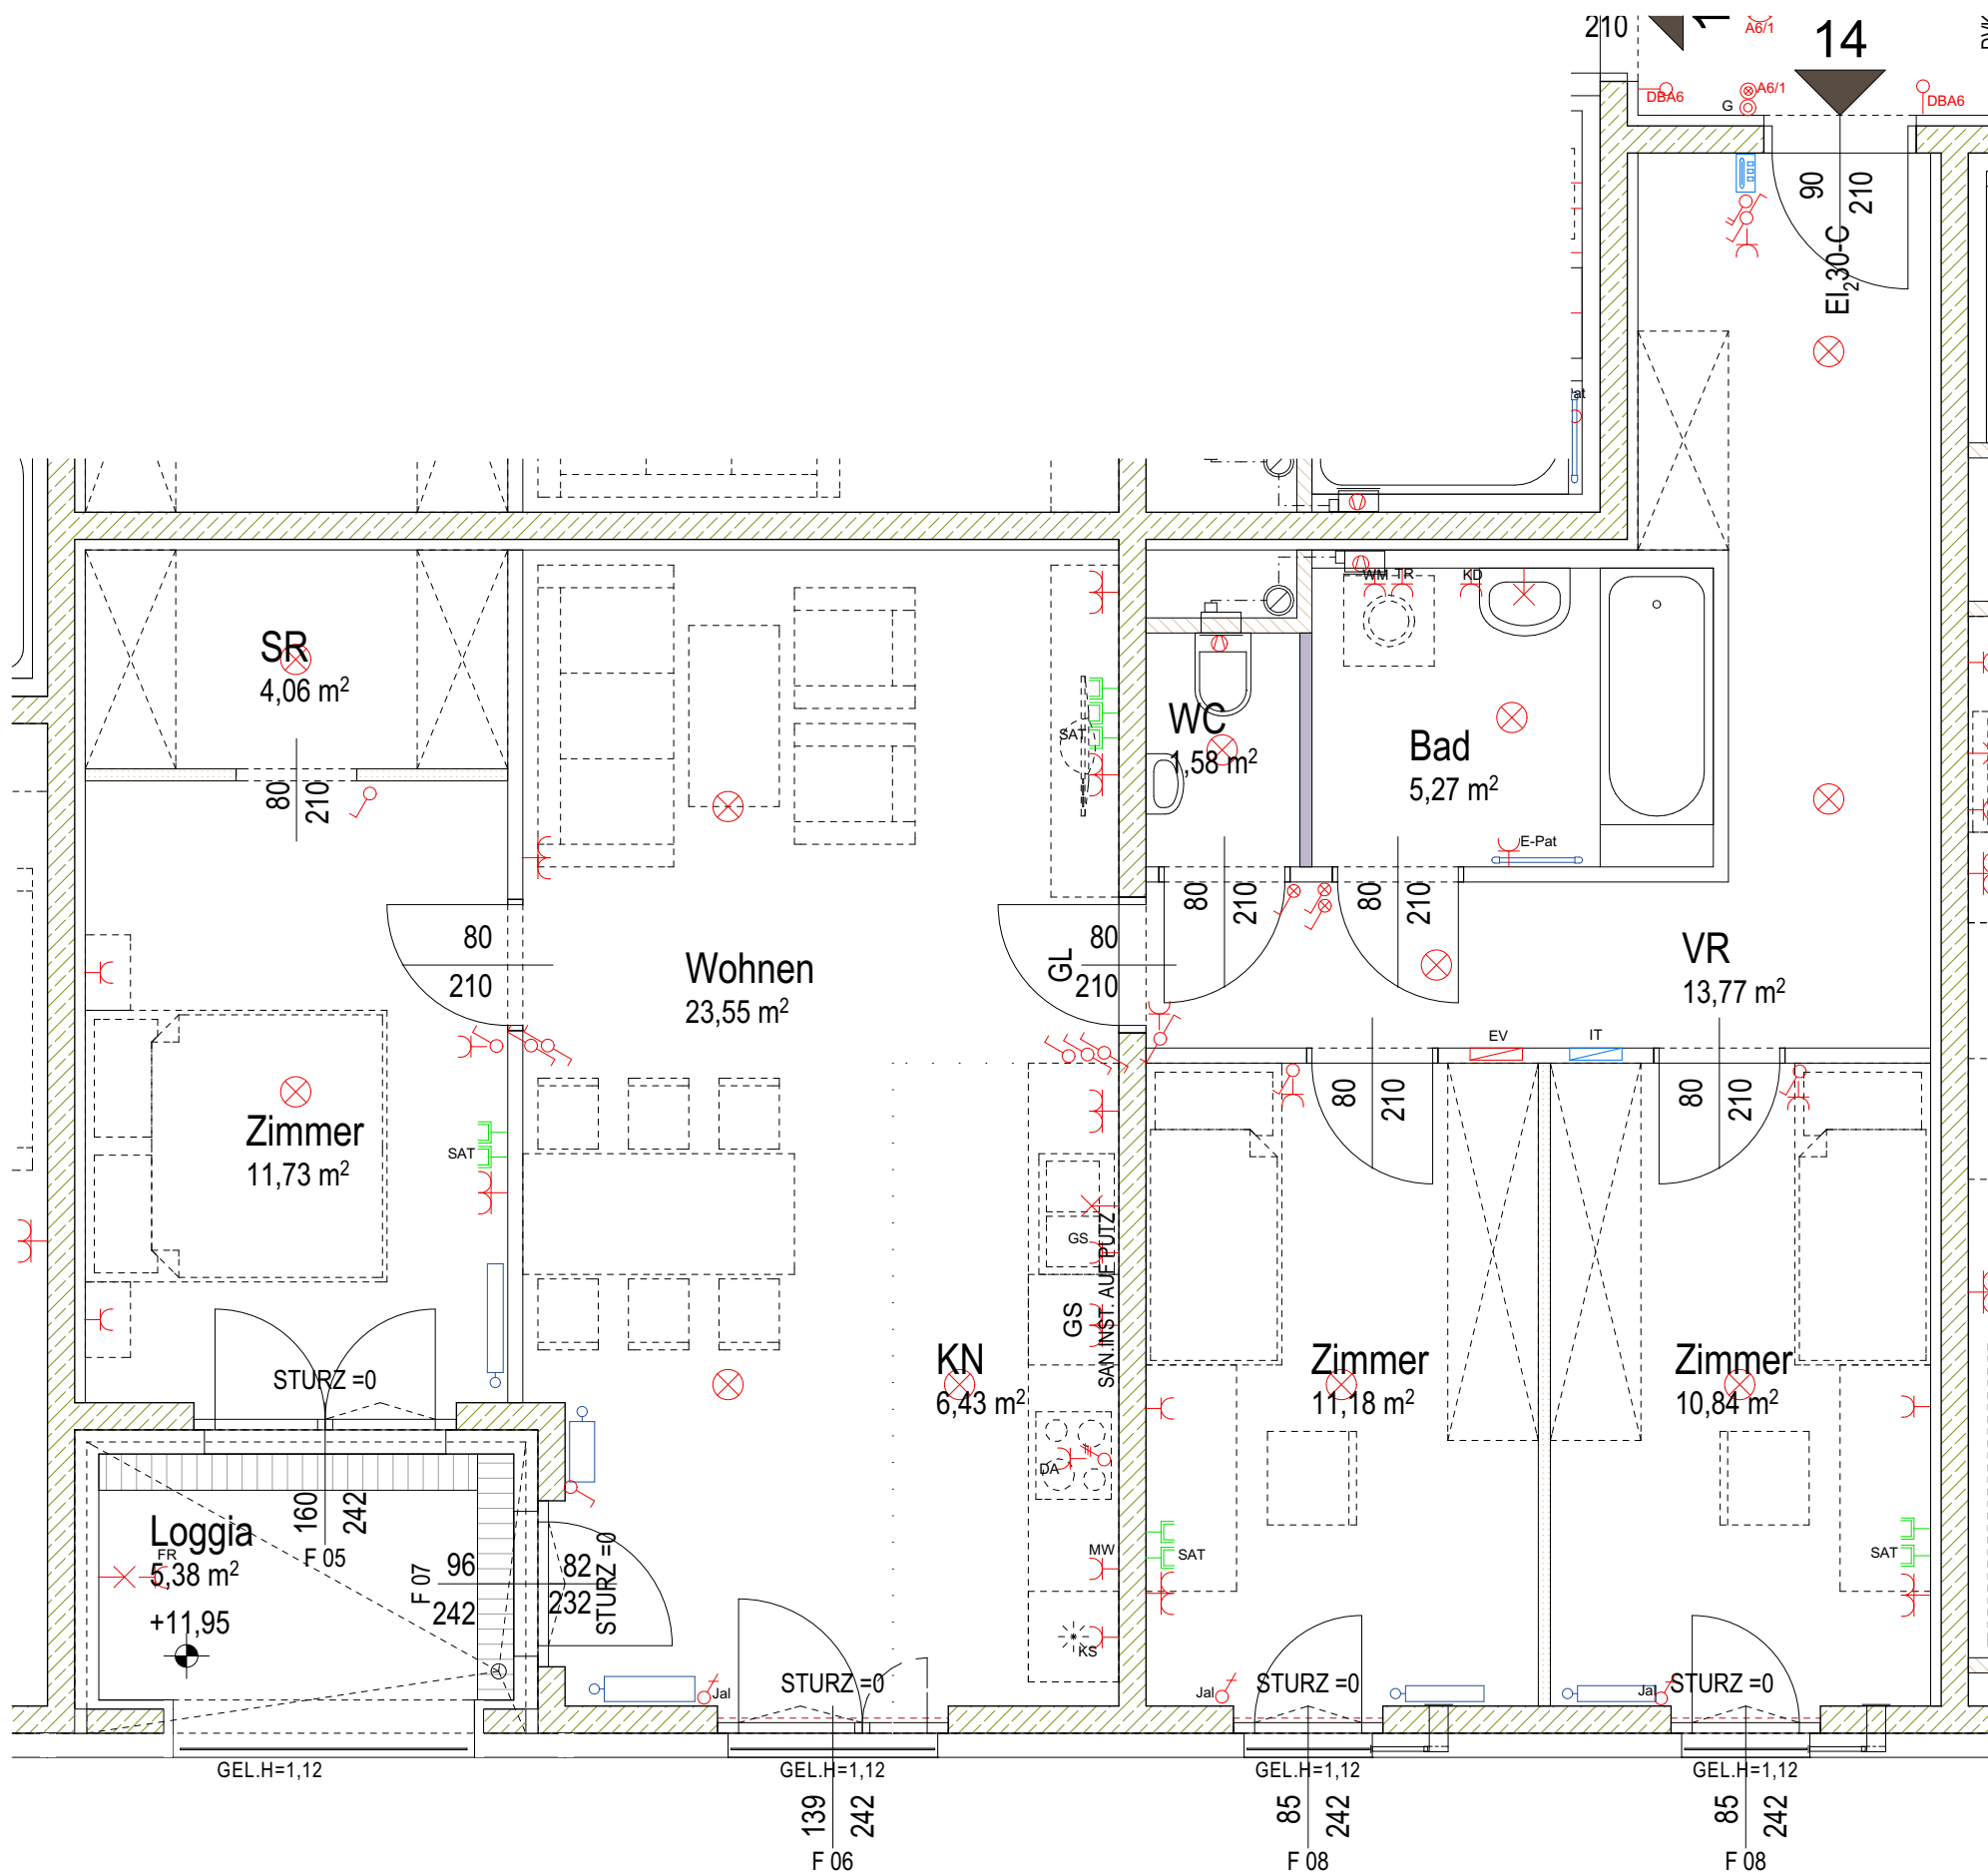 210
A6/1
14
DBA6
A6/1
G
DBA6
90
210
EI₂30-C
SR
4,06 m²
80
210
WM
TR
KD
SAT
WC
1,58 m²
Bad
5,27 m²
E-Pat
80
210
80
210
80
210
Wohnen
23,55 m²
GL
80
210
VR
13,77 m²
EV
IT
Zimmer
11,73 m²
SAT
80
210
80
210
GS
GS
SAN.INST. AUF PUTZ
KN
6,43 m²
Zimmer
11,18 m²
Zimmer
10,84 m²
STURZ =0
DA
Loggia
FR
5,38 m²
+11,95
160
242
F 05
F 07
96
242
82
232
STURZ =0
MW
SAT
SAT
KS
Jal
STURZ =0
Jal
STURZ =0
Jal
STURZ =0
GEL.H=1,12
GEL.H=1,12
GEL.H=1,12
GEL.H=1,12
139
242
F 06
85
242
F 08
85
242
F 08